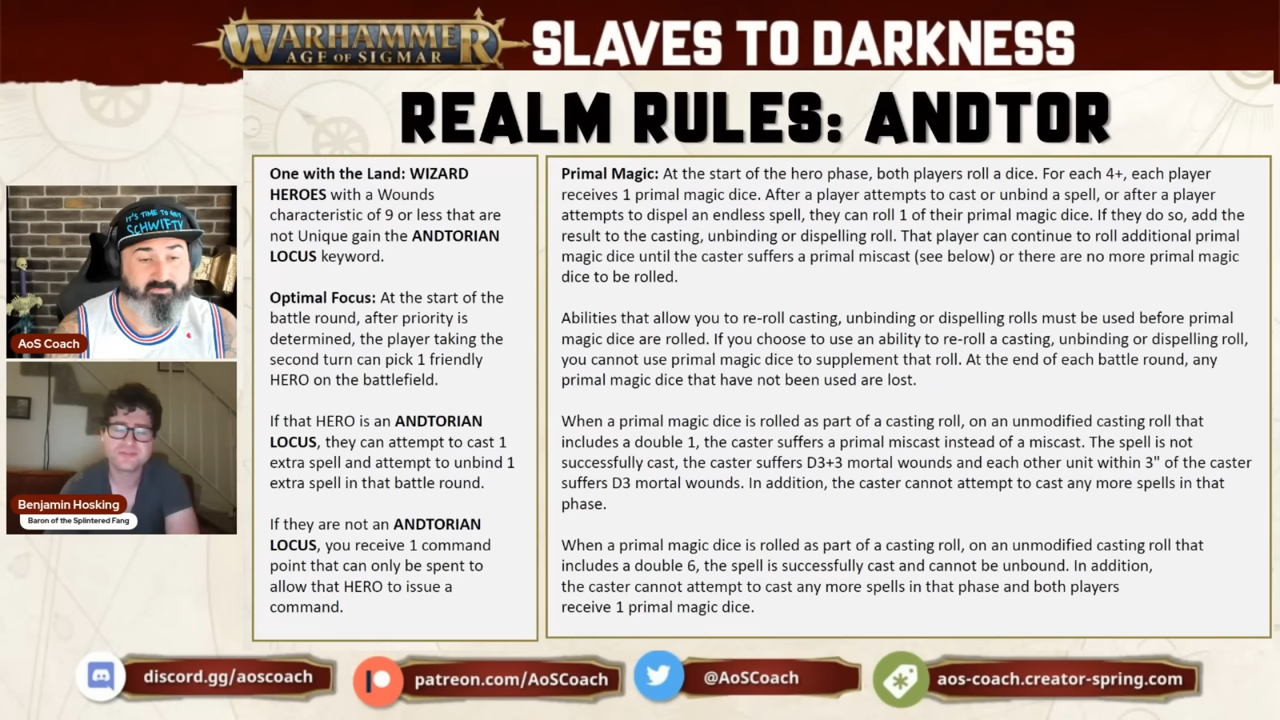 WARHAMMER
AGE OF SIGMAR
SLAVES TO DARKNESS
REALM RULES: ANDTOR
One with the Land: WIZARD
HEROES with a Wounds
characteristic of 9 or less that are
not Unique gain the ANDTORIAN
LOCUS keyword.
Optimal Focus: At the start of the
battle round, after priority is
determined, the player taking the
second turn can pick 1 friendly
HERO on the battlefield.
If that HERO is an ANDTORIAN
LOCUS, they can attempt to cast 1
extra spell and attempt to unbind 1
extra spell in that battle round.
If they are not an ANDTORIAN
LOCUS, you receive 1 command
point that can only be spent to
allow that HERO to issue a
command.
Primal Magic: At the start of the hero phase, both players roll a dice. For each 4+, each player
receives 1 primal magic dice. After a player attempts to cast or unbind a spell, or after a player
attempts to dispel an endless spell, they can roll 1 of their primal magic dice. If they do so, add the
result to the casting, unbinding or dispelling roll. That player can continue to roll additional primal
magic dice until the caster suffers a primal miscast (see below) or there are no more primal magic
dice to be rolled.
Abilities that allow you to re-roll casting, unbinding or dispelling rolls must be used before primal
magic dice are rolled. If you choose to use an ability to re-roll a casting, unbinding or dispelling roll,
you cannot use primal magic dice to supplement that roll. At the end of each battle round, any
primal magic dice that have not been used are lost.
When a primal magic dice is rolled as part of a casting roll, on an unmodified casting roll that
includes a double 1, the caster suffers a primal miscast instead of a miscast. The spell is not
successfully cast, the caster suffers D3+3 mortal wounds and each other unit within 3" of the caster
suffers D3 mortal wounds. In addition, the caster cannot attempt to cast any more spells in that
phase.
When a primal magic dice is rolled as part of a casting roll, on an unmodified casting roll that
includes a double 6, the spell is successfully cast and cannot be unbound. In addition,
the caster cannot attempt to cast any more spells in that phase and both players
receive 1 primal magic dice.
IT'S TIME TO GET
SCHWIFTY
AoS Coach
Benjamin Hosking
Baron of the Splintered Fang
discord.gg/aoscoach
patreon.com/AoSCoach
@AoSCoach
aos-coach.creator-spring.com